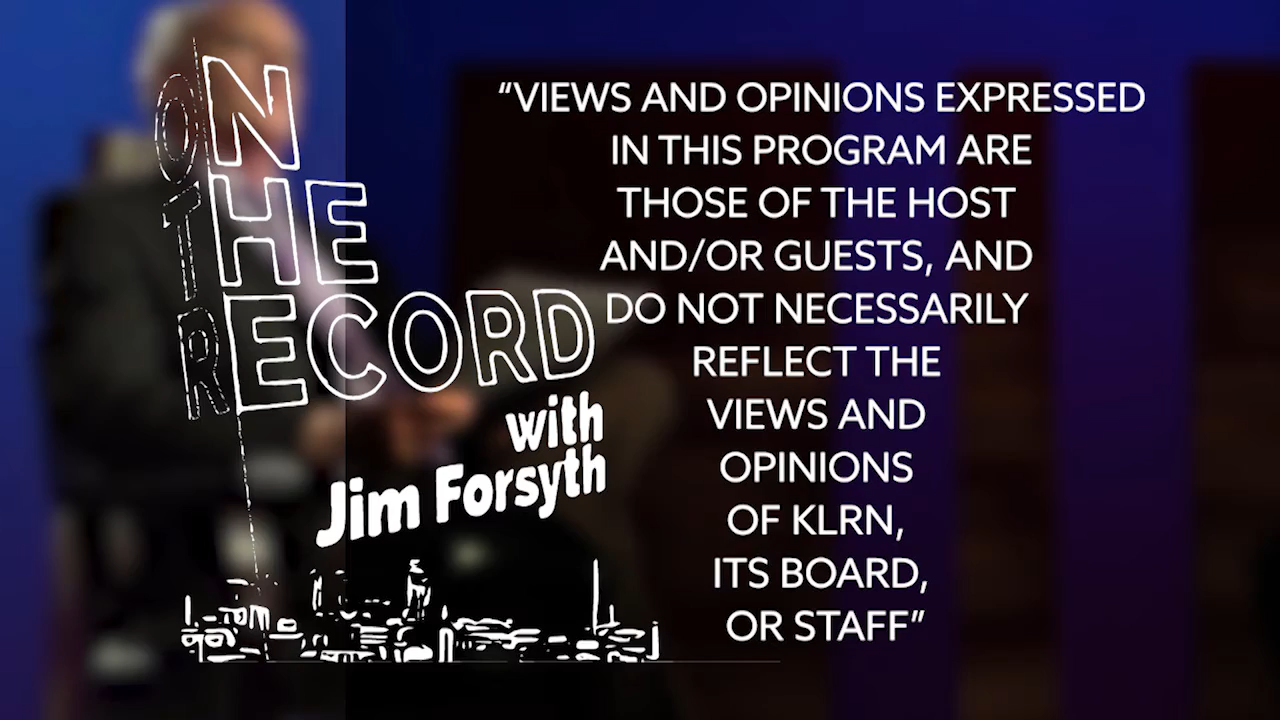 ON
THE
RECORD
with
Jim Forsyth
“VIEWS AND OPINIONS EXPRESSED
IN THIS PROGRAM ARE
THOSE OF THE HOST
AND/OR GUESTS, AND
DO NOT NECESSARILY
REFLECT THE
VIEWS AND
OPINIONS
OF KLRN,
ITS BOARD,
OR STAFF”